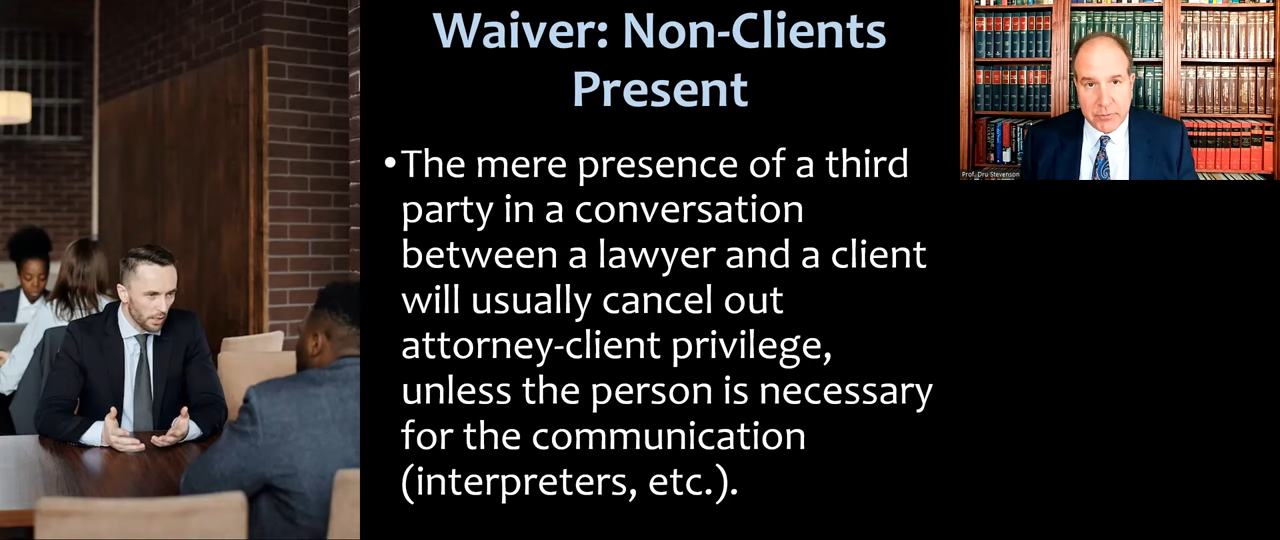 Waiver: Non-Clients
Present
•The mere presence of a third
party in a conversation
between a lawyer and a client
will usually cancel out
attorney-client privilege,
unless the person is necessary
for the communication
(interpreters, etc.).
Prof. Dru Stevenson